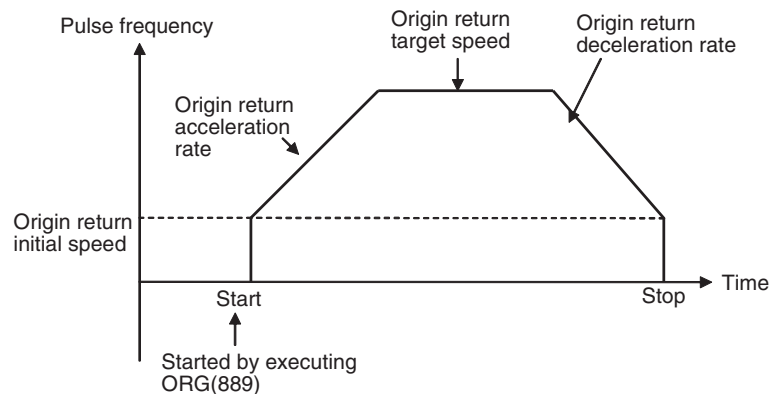 Pulse frequency
Origin return
target speed
Origin return
deceleration rate
Origin return
acceleration
rate
Origin return
initial speed
Start
Stop
Time
Started by executing
ORG(889)